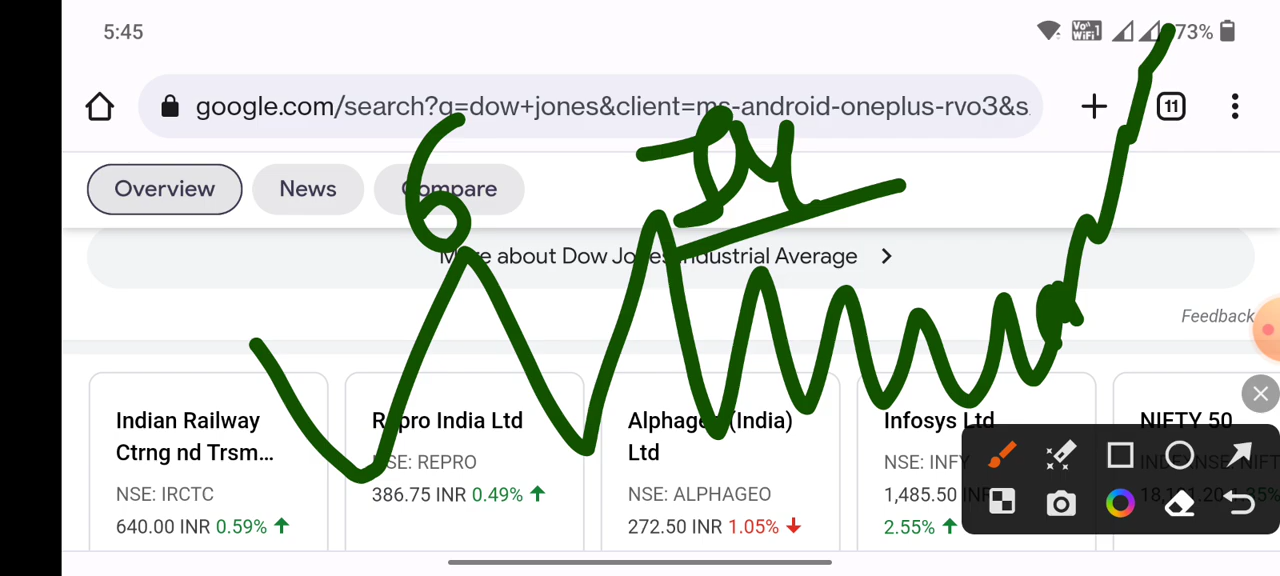 5:45 73%
google.com/search?q=dow+jones&client=ms-android-oneplus-rvo3&s 11
Overview News Compare
6
More about Dow Jones Industrial Average
Feedback
Indian Railway Ctrng nd Trsm...
NSE: IRCTC
640.00 INR 0.59%
Repro India Ltd
NSE: REPRO
386.75 INR 0.49%
Alphageo (India) Ltd
NSE: ALPHAGEO
272.50 INR 1.05%
Infosys Ltd
NSE: INFY
1,485.50 INR
2.55%
NIFTY 50